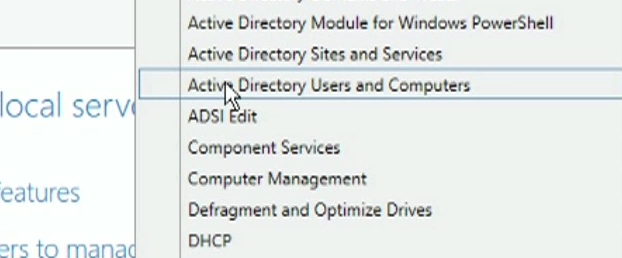 Active Directory Module for Windows PowerShell
Active Directory Sites and Services
Active Directory Users and Computers
ADSI Edit
Component Services
Computer Management
Defragment and Optimize Drives
DHCP
local serv
features
to manag